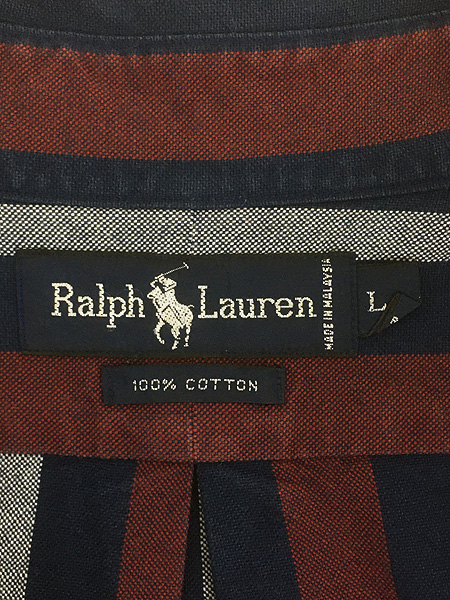 Ralph Lauren
MADE IN MALAYSIA
L
100% COTTON